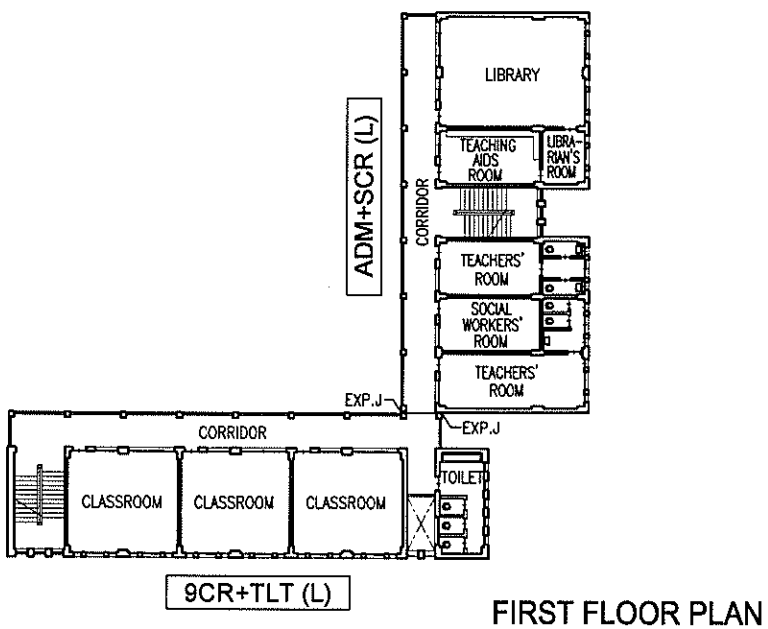 LIBRARY
TEACHING
AIDS
ROOM
LIBRA-
RIAN'S
ROOM
ADM+SCR (L)
CORRIDOR
TEACHERS'
ROOM
SOCIAL
WORKERS'
ROOM
TEACHERS'
ROOM
EXP.J
EXP.J
CORRIDOR
CLASSROOM
CLASSROOM
CLASSROOM
TOILET
9CR+TLT (L)
FIRST FLOOR PLAN